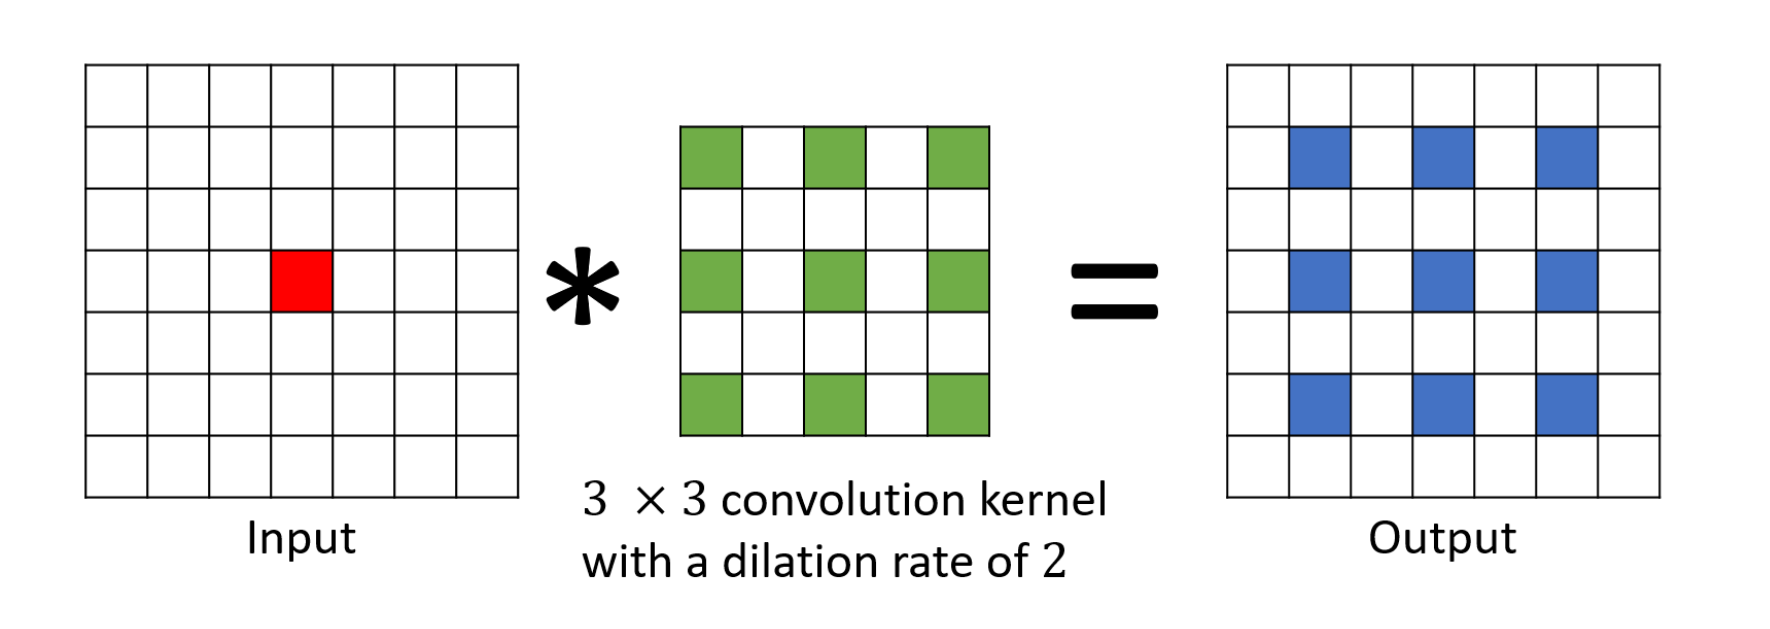 *
=
3 × 3 convolution kernel
with a dilation rate of 2
Input
Output